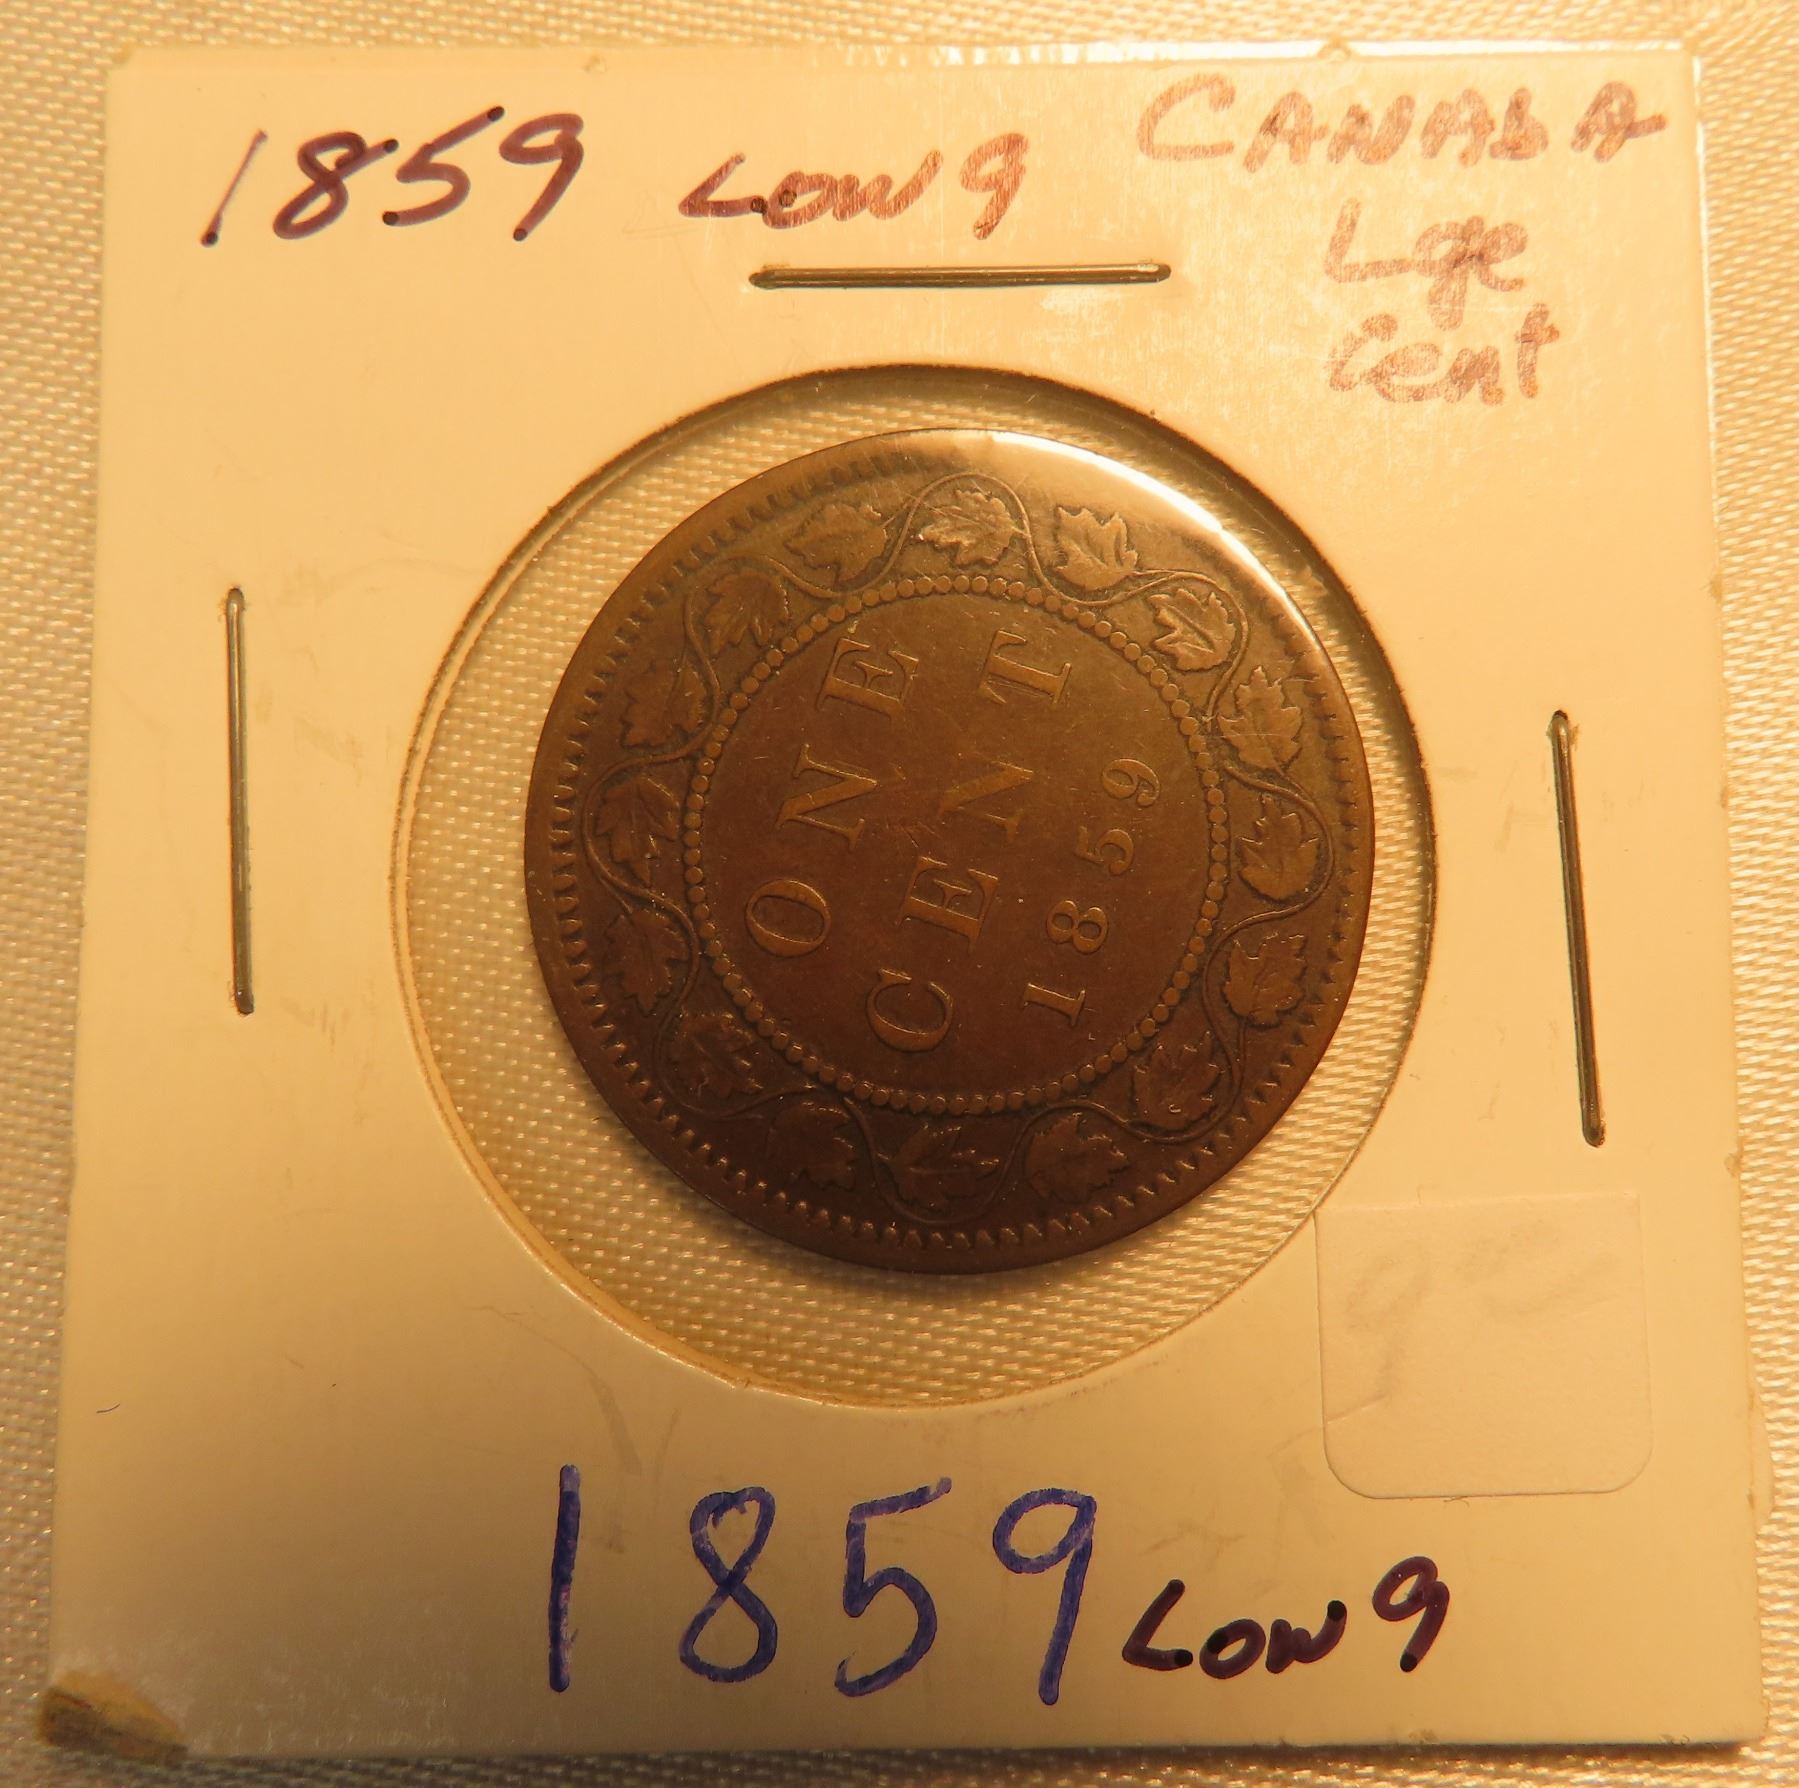 1859 LOW 9 CANADA
Lge
Cent
ONE
CENT
1859
1859 LOW 9